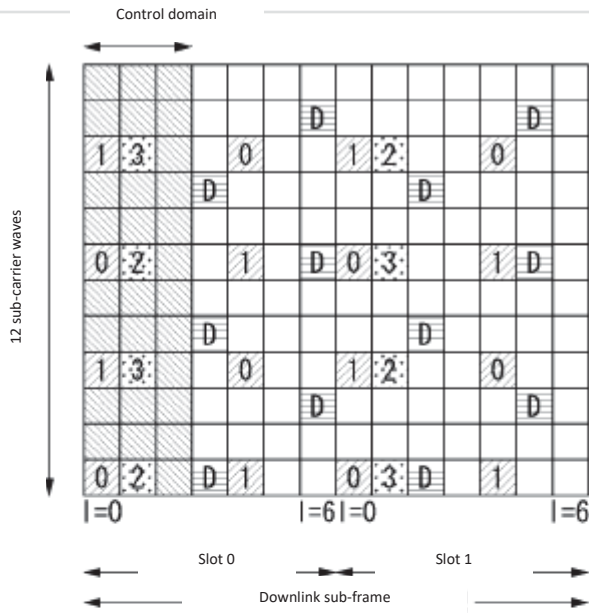 Control domain
12 sub-carrier waves
D D
1 3 0 1 2 0
D D
0 2 1 D 0 3 1 D
D D
1 3 0 1 2 0
D D
0 2 D 1 0 3 D 1
l=0 l=6 l=0 l=6
Slot 0 Slot 1
Downlink sub-frame